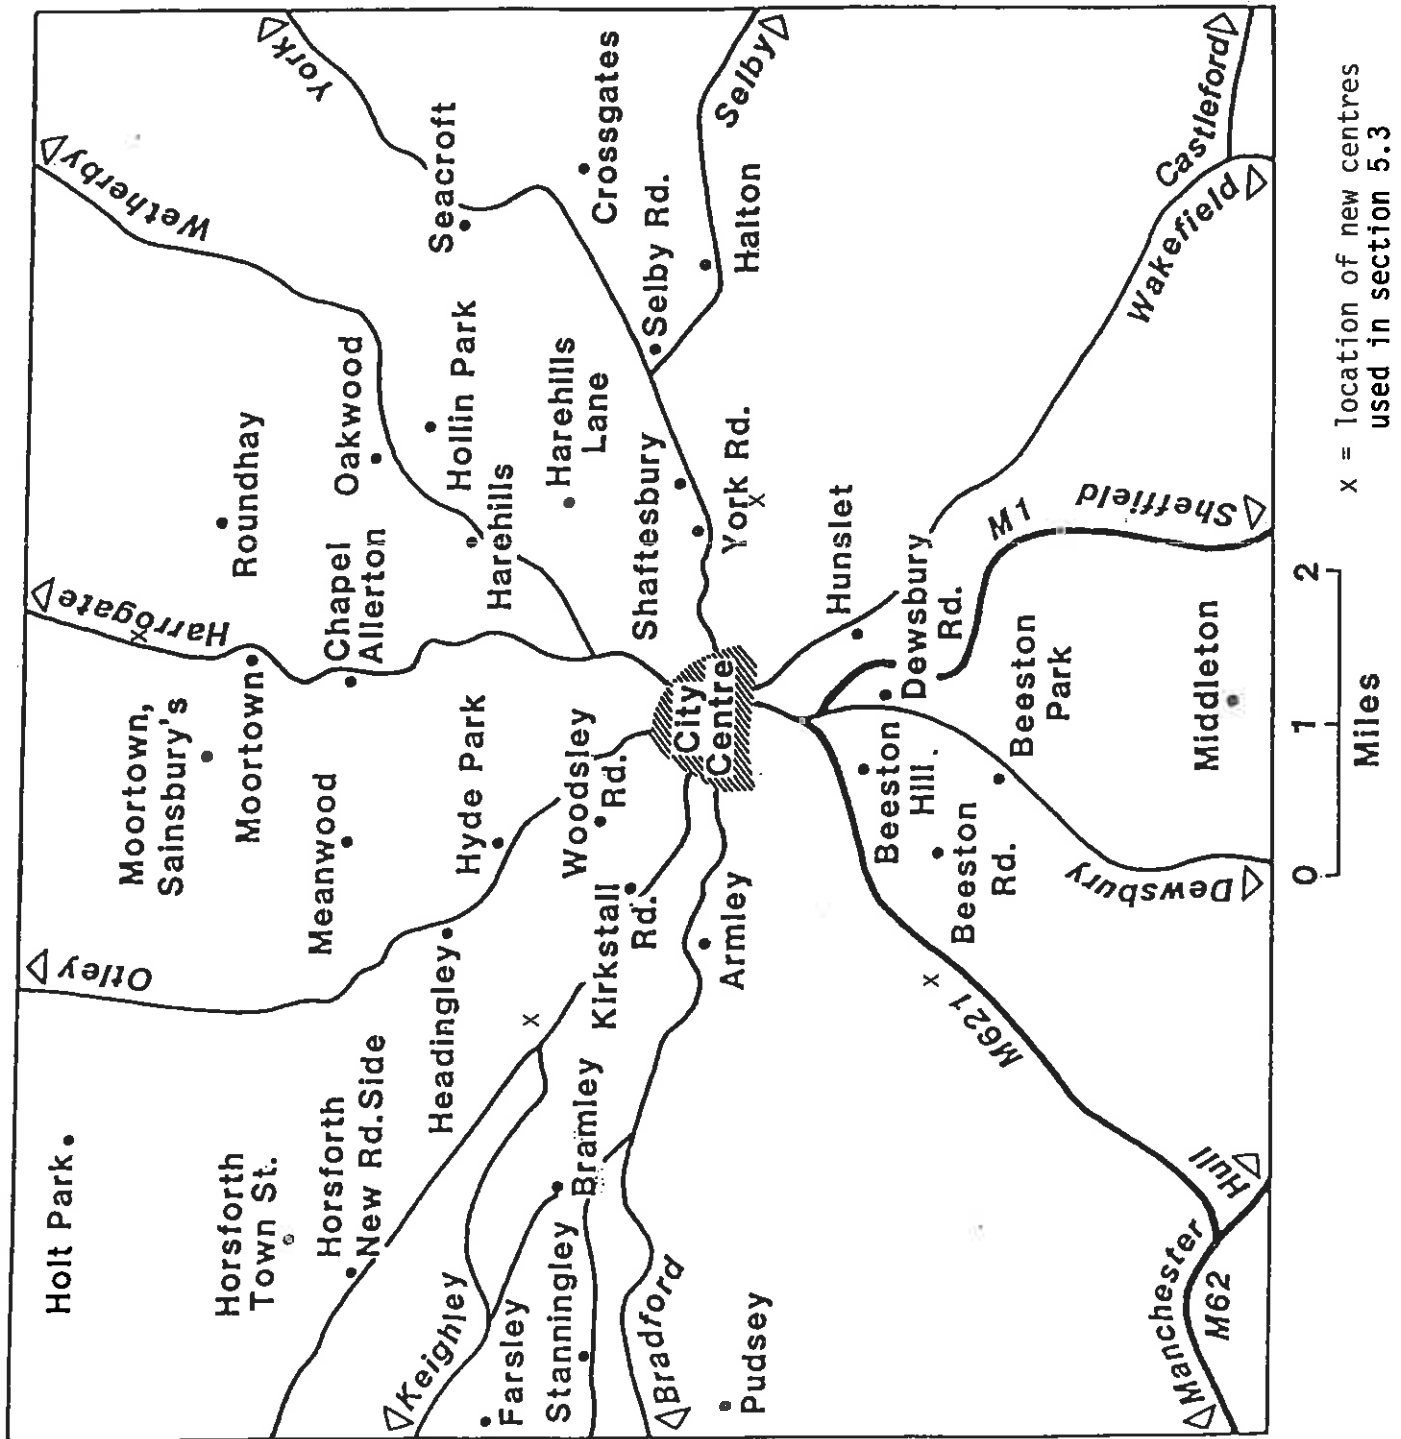 Holt Park
Otley
Moortown,
Sainsbury's
Harrogate
Wetherby
Horsforth
Town St.
Moortown
Roundhay
York
Horsforth
New Rd.Side
Meanwood
Chapel
Allerton
Oakwood
Keighley
Headingley
Hyde Park
Harehills
Hollin Park
Seacroft
Farsley
Stanningley
Bramley
Kirkstall
Rd.
Woodsley
Rd.
Harehills
Lane
Crossgates
Bradford
City
Centre
Shaftesbury
Selby Rd.
Selby
Pudsey
Armley
York Rd.
Halton
Beeston
Hill.
Hunslet
Dewsbury
Rd.
M621
Beeston
Rd.
Beeston
Park
M1
Wakefield
Castleford
Manchester
M62
Hull
Dewsbury
Middleton
Sheffield
0 1 2
Miles
x = location of new centres
used in section 5.3